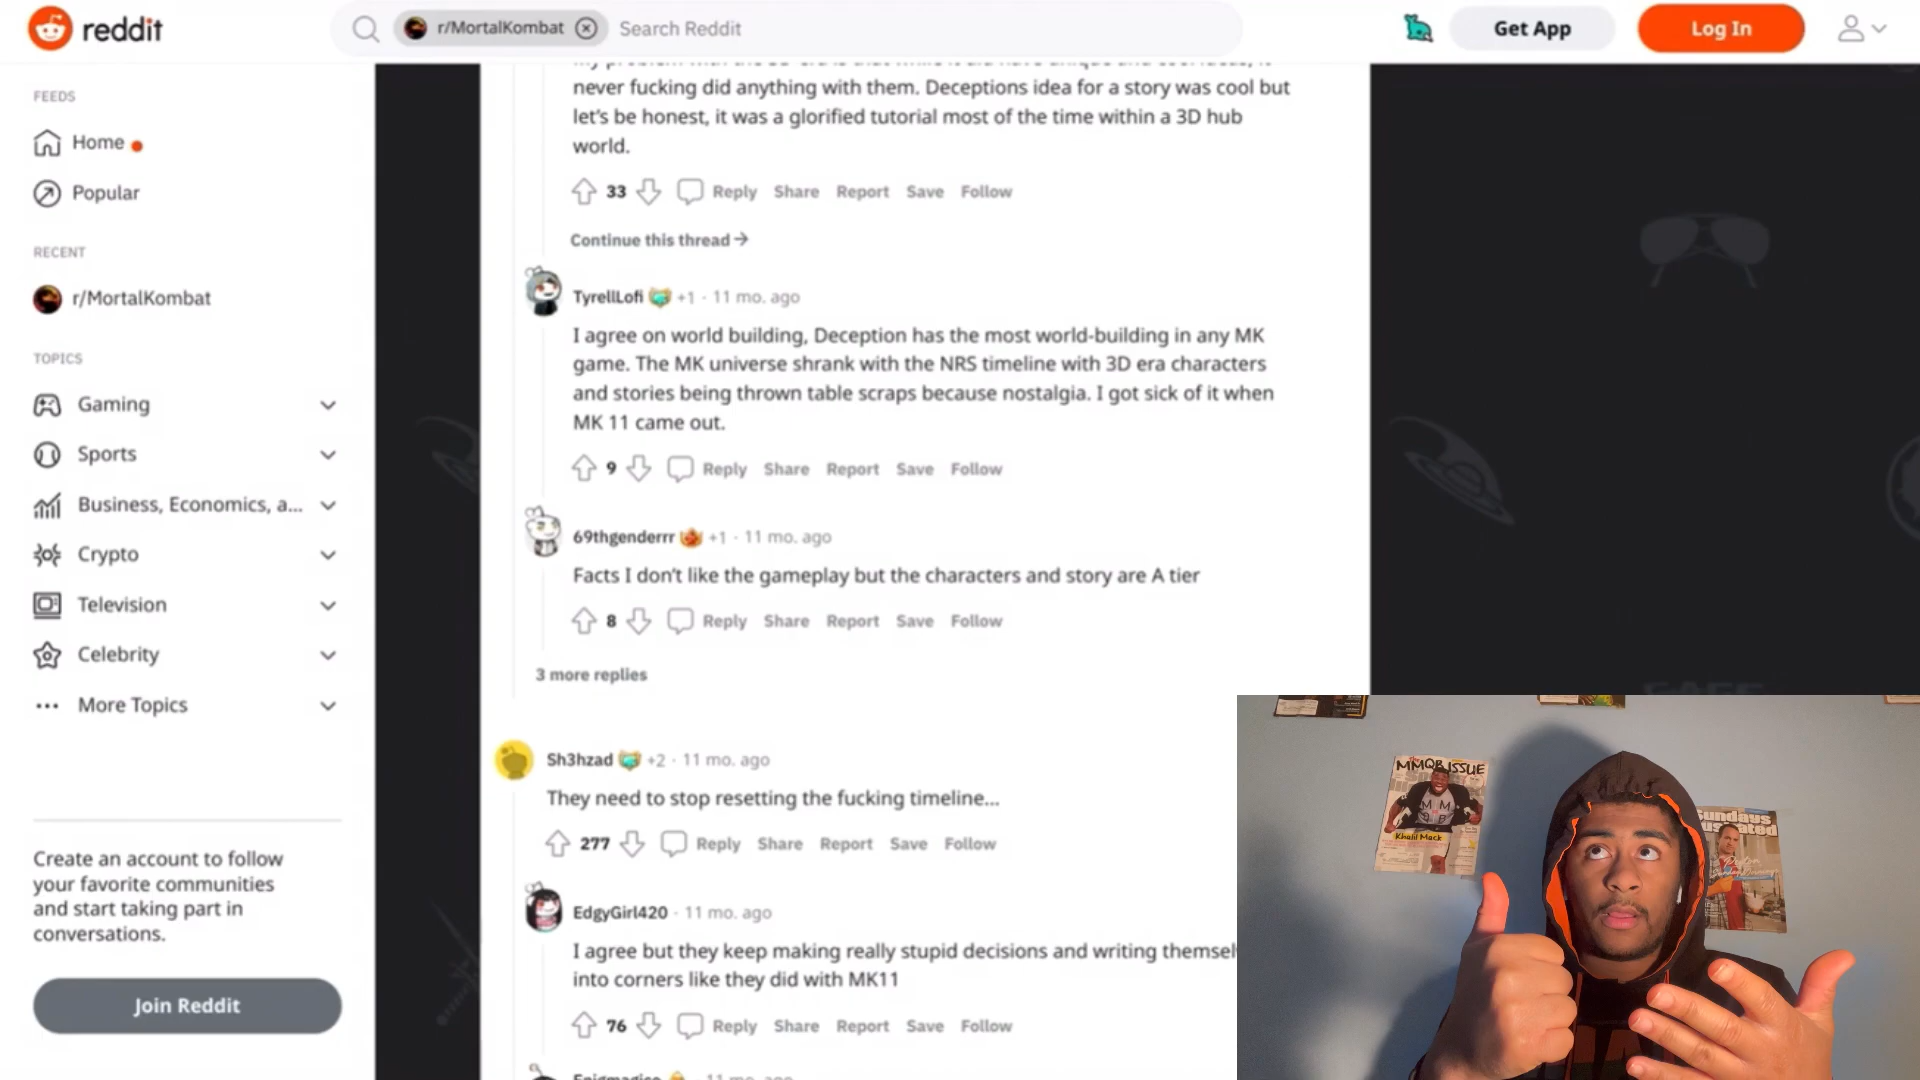 reddit
r/MortalKombat
Search Reddit
Get App
Log In
FEEDS
Home
Popular
RECENT
r/MortalKombat
TOPICS
Gaming
Sports
Business, Economics, a...
Crypto
Television
Celebrity
More Topics
Create an account to follow
your favorite communities
and start taking part in
conversations.
Join Reddit
never fucking did anything with them. Deceptions idea for a story was cool but
let's be honest, it was a glorified tutorial most of the time within a 3D hub
world.
33 Reply Share Report Save Follow
Continue this thread
TyrellLofi +1 · 11 mo. ago
I agree on world building, Deception has the most world-building in any MK
game. The MK universe shrank with the NRS timeline with 3D era characters
and stories being thrown table scraps because nostalgia. I got sick of it when
MK 11 came out.
9 Reply Share Report Save Follow
69thgenderrr +1 · 11 mo. ago
Facts I don't like the gameplay but the characters and story are A tier
8 Reply Share Report Save Follow
3 more replies
Sh3hzad +2 · 11 mo. ago
They need to stop resetting the fucking timeline...
277 Reply Share Report Save Follow
EdgyGirl420 · 11 mo. ago
I agree but they keep making really stupid decisions and writing themsel
into corners like they did with MK11
76 Reply Share Report Save Follow
11 mo. ago
MMQB ISSUE
Khalil Mack
Sundays